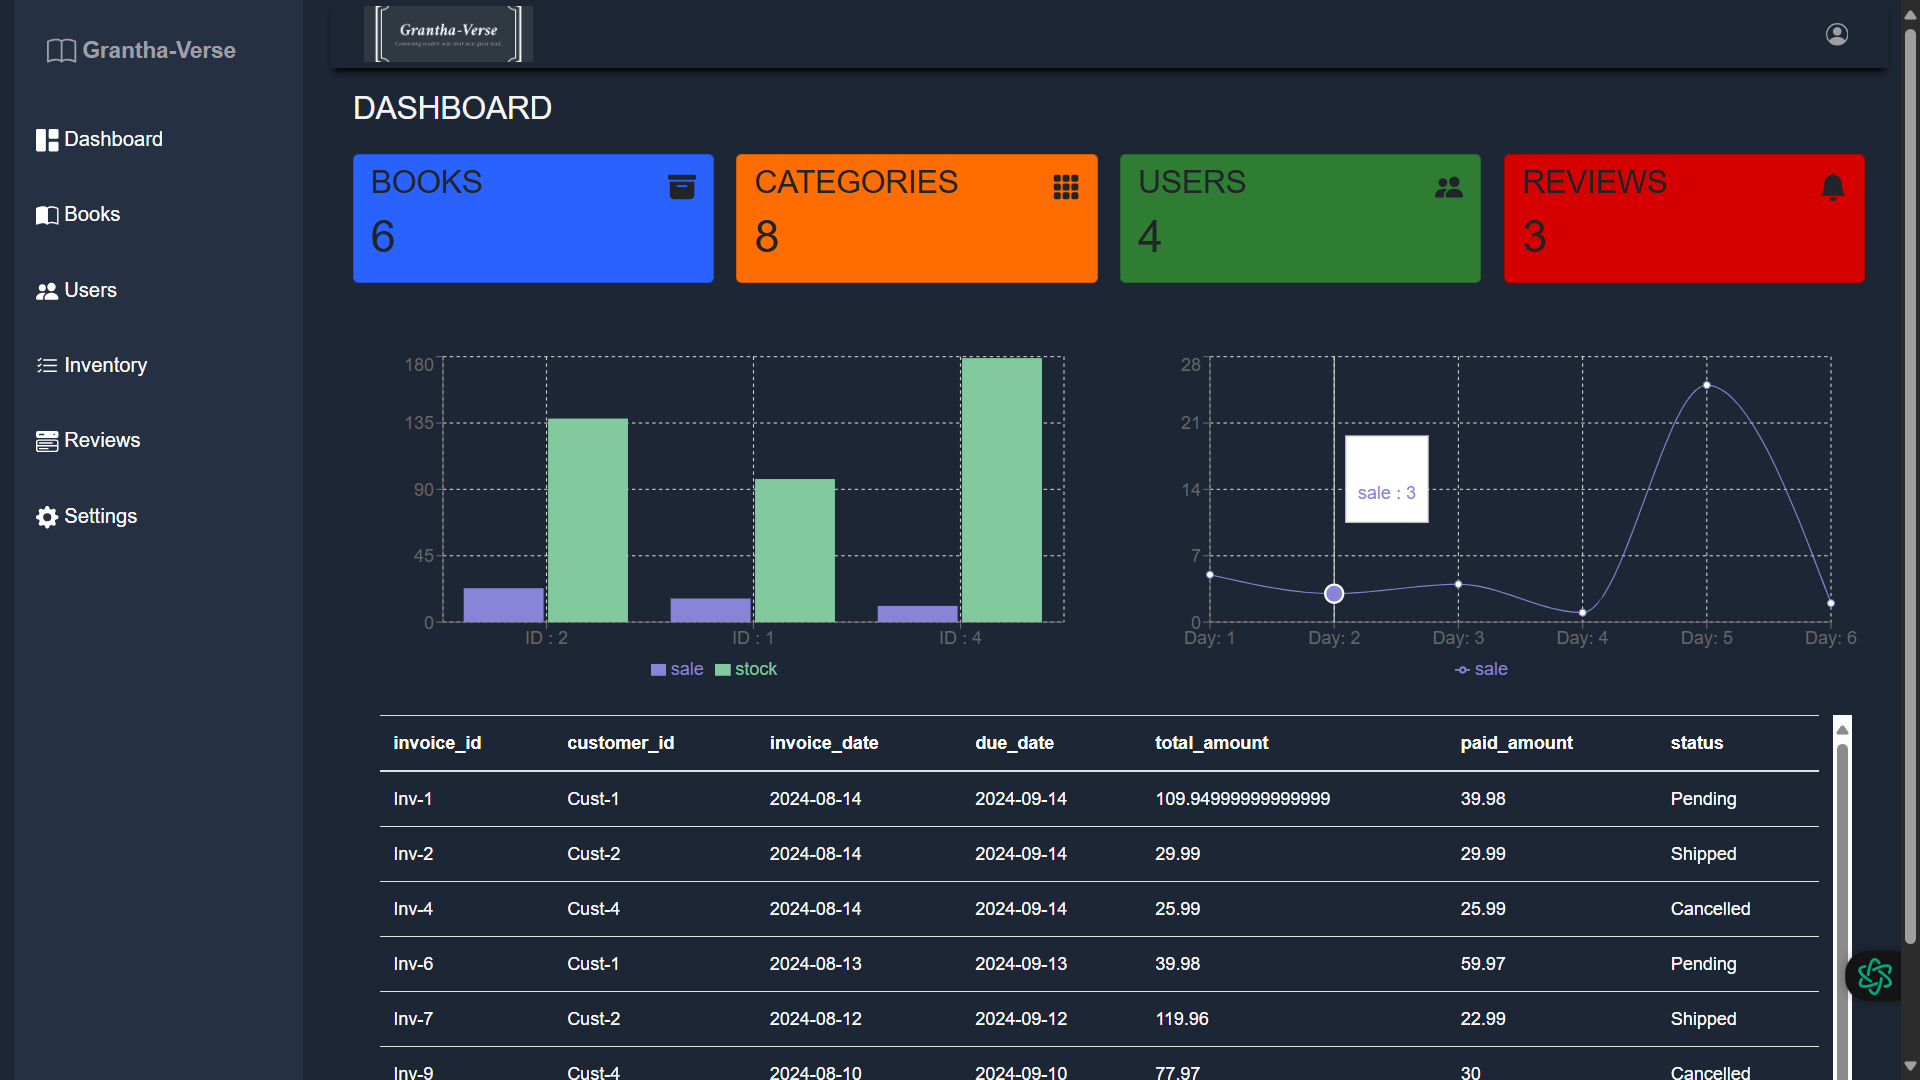 Grantha-Verse
Dashboard
Books
Users
Inventory
Reviews
Settings
Grantha-Verse
DASHBOARD
BOOKS
6
CATEGORIES
8
USERS
4
REVIEWS
3
180
135
90
45
0
ID : 2 ID : 1 ID : 4
sale stock
28
21
14
7
0
sale : 3
Day: 1 Day: 2 Day: 3 Day: 4 Day: 5 Day: 6
sale
invoice_id customer_id invoice_date due_date total_amount paid_amount status
Inv-1 Cust-1 2024-08-14 2024-09-14 109.94999999999999 39.98 Pending
Inv-2 Cust-2 2024-08-14 2024-09-14 29.99 29.99 Shipped
Inv-4 Cust-4 2024-08-14 2024-09-14 25.99 25.99 Cancelled
Inv-6 Cust-1 2024-08-13 2024-09-13 39.98 59.97 Pending
Inv-7 Cust-2 2024-08-12 2024-09-12 119.96 22.99 Shipped
Inv-9 Cust-4 2024-08-10 2024-09-10 77.97 30 Cancelled